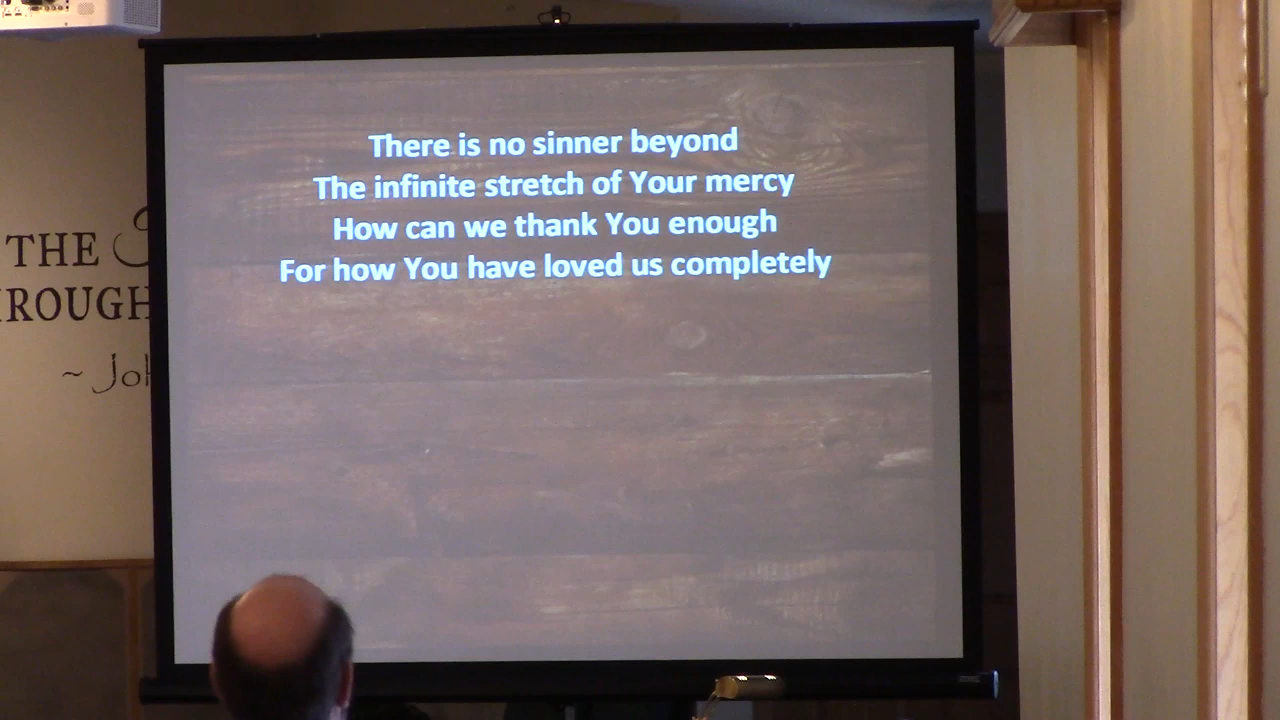 There is no sinner beyond
The infinite stretch of Your mercy
How can we thank You enough
For how You have loved us completely
THE
ROUGH
~ Joh